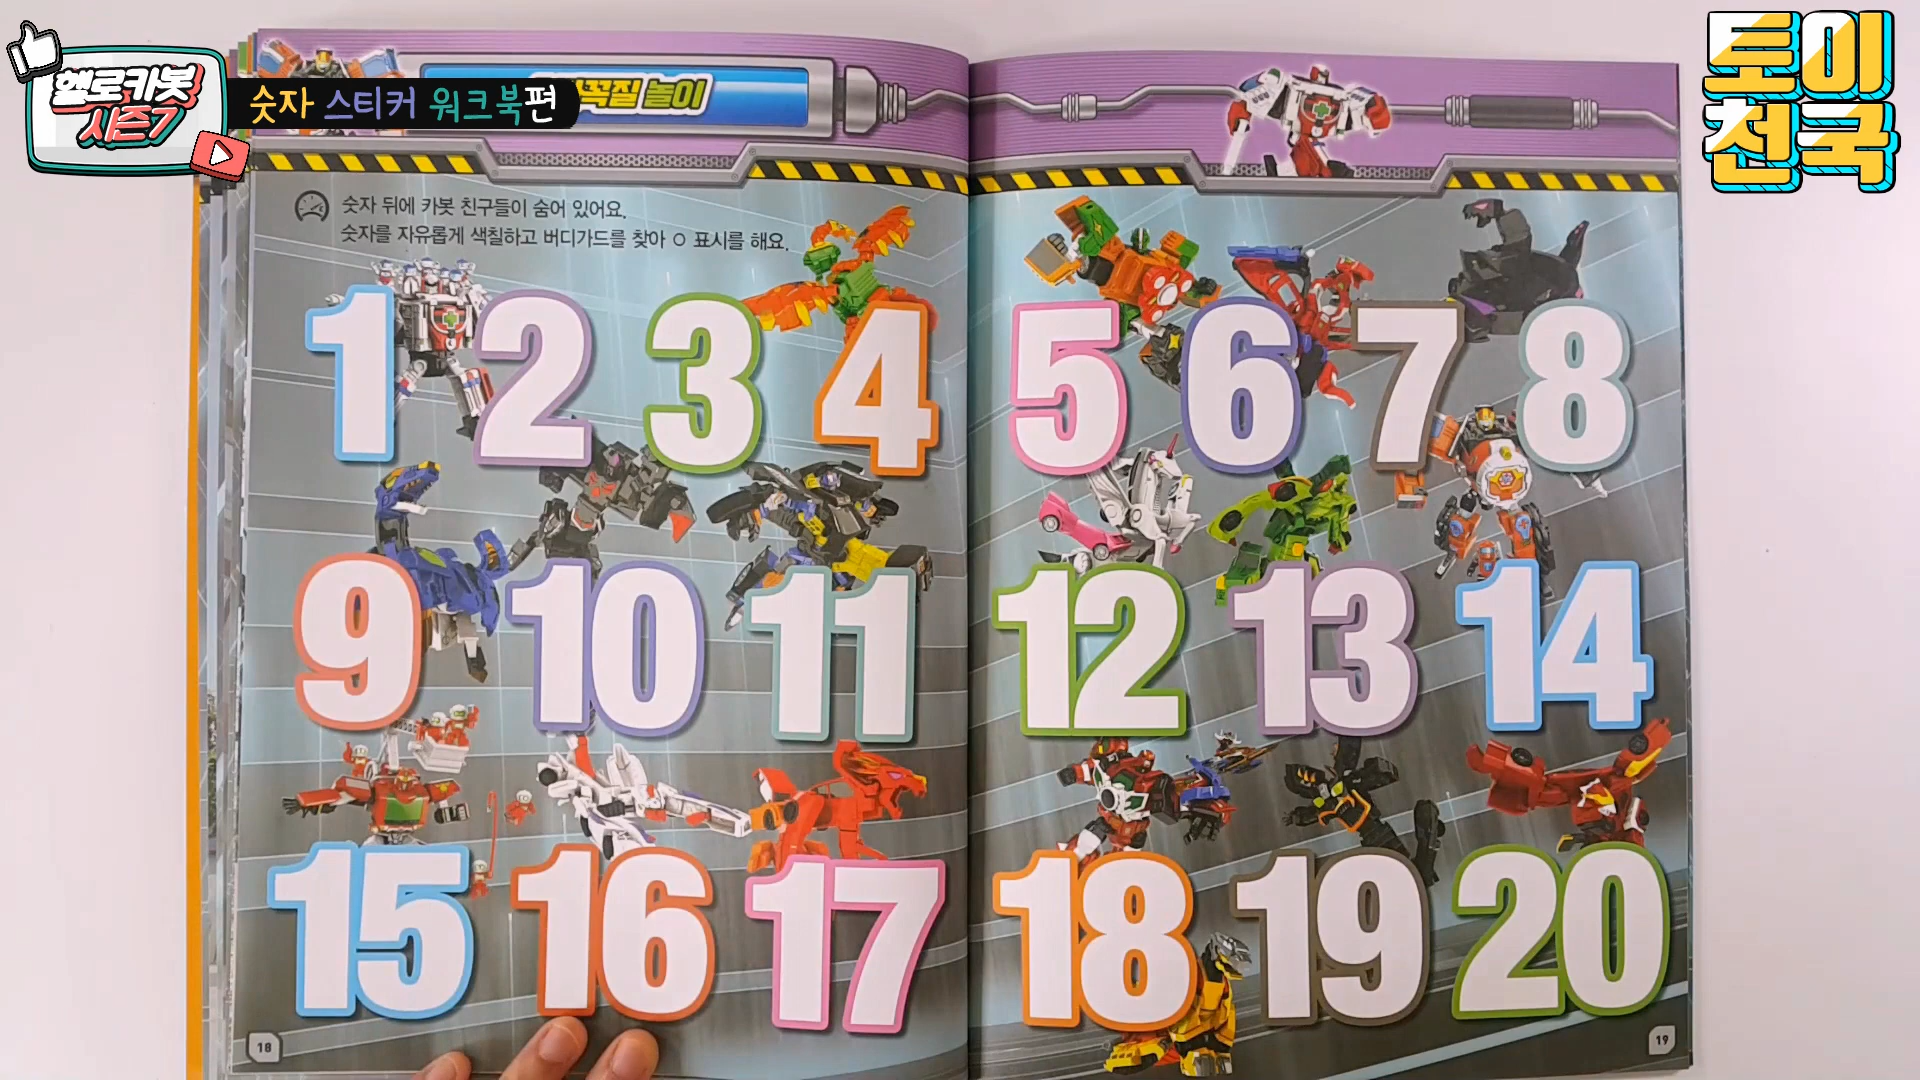 헬로카봇
시즌7
숫자 스티커 워크북편
토이
천국
꼭질 놀이
숫자 뒤에 카봇 친구들이 숨어 있어요.
숫자를 자유롭게 색칠하고 버디가드를 찾아 ○ 표시를 해요.
1 2 3 4
5 6 7 8
9 10 11
12 13 14
15 16 17
18 19 20
18
19